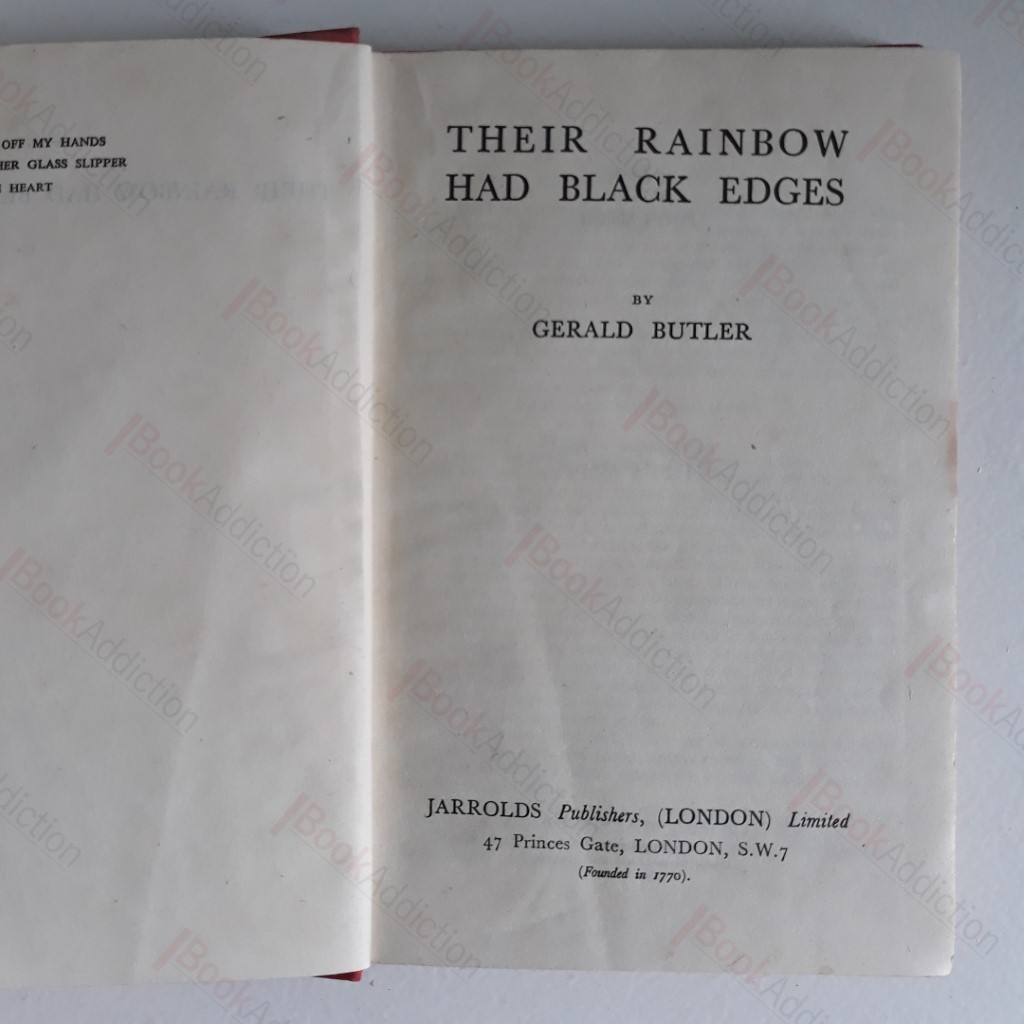 OFF MY HANDS
HER GLASS SLIPPER
HEART
THEIR RAINBOW
HAD BLACK EDGES
BY
GERALD BUTLER
JARROLDS Publishers, (LONDON) Limited
47 Princes Gate, LONDON, S.W.7
(Founded in 1770).
BookAddiction